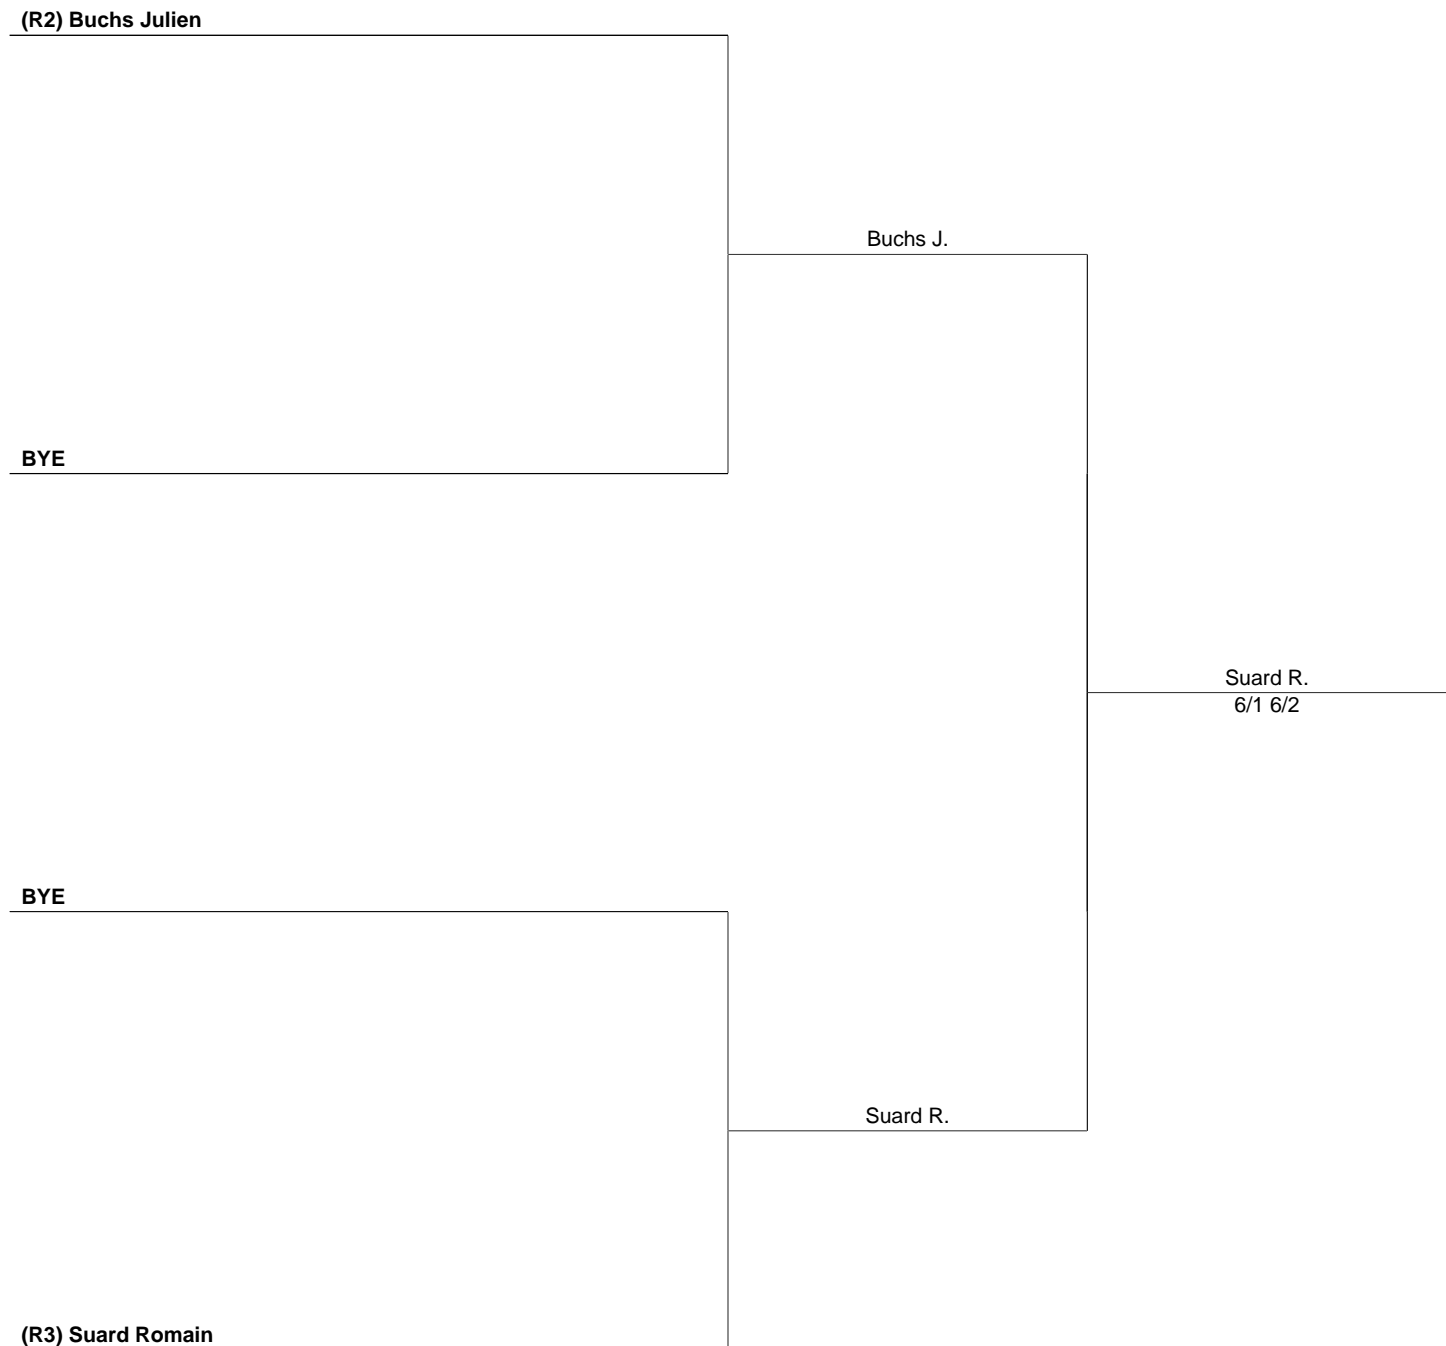 (R2) Buchs Julien
Buchs J.
BYE
Suard R.
6/1 6/2
BYE
Suard R.
(R3) Suard Romain